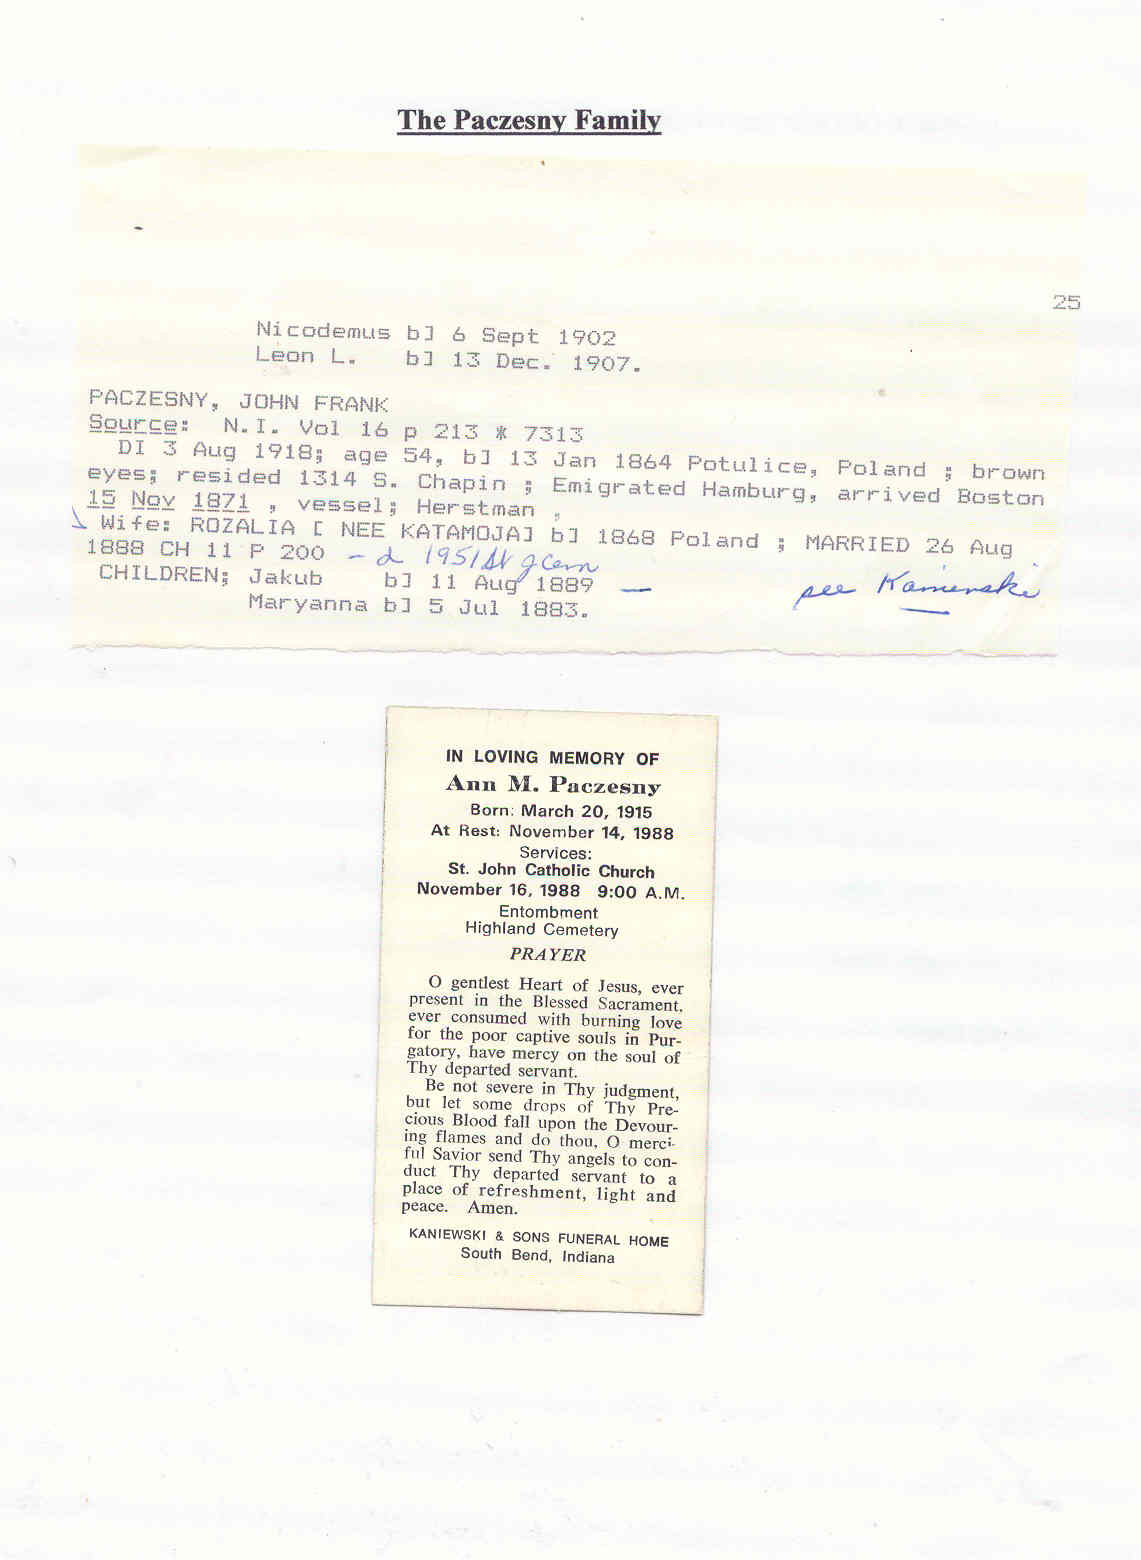 The Paczesny Family
25
Nicodemus b] 6 Sept 1902
Leon L. b] 13 Dec. 1907.
PACZESNY, JOHN FRANK
Source: N.I. Vol 16 p 213 * 7313
DI 3 Aug 1918; age 54, b] 13 Jan 1864 Potulice, Poland ; brown
eyes; resided 1314 S. Chapin ; Emigrated Hamburg, arrived Boston
15 Nov 1871 , vessel; Herstman ,
Wife: ROZALIA [ NEE KATAMOJA] b] 1868 Poland ; MARRIED 26 Aug
1888 CH 11 P 200 - d 1951 St J Cem
CHILDREN; Jakub b] 11 Aug 1889 — see Kamenski
Maryanna b] 5 Jul 1883.
IN LOVING MEMORY OF
Ann M. Paczesny
Born: March 20, 1915
At Rest: November 14, 1988
Services:
St. John Catholic Church
November 16, 1988 9:00 A.M.
Entombment
Highland Cemetery
PRAYER
O gentlest Heart of Jesus, ever
present in the Blessed Sacrament,
ever consumed with burning love
for the poor captive souls in Pur-
gatory, have mercy on the soul of
Thy departed servant.
Be not severe in Thy judgment,
but let some drops of Thy Pre-
cious Blood fall upon the Devour-
ing flames and do thou, O merci-
ful Savior send Thy angels to con-
duct Thy departed servant to a
place of refreshment, light and
peace. Amen.
KANIEWSKI & SONS FUNERAL HOME
South Bend, Indiana